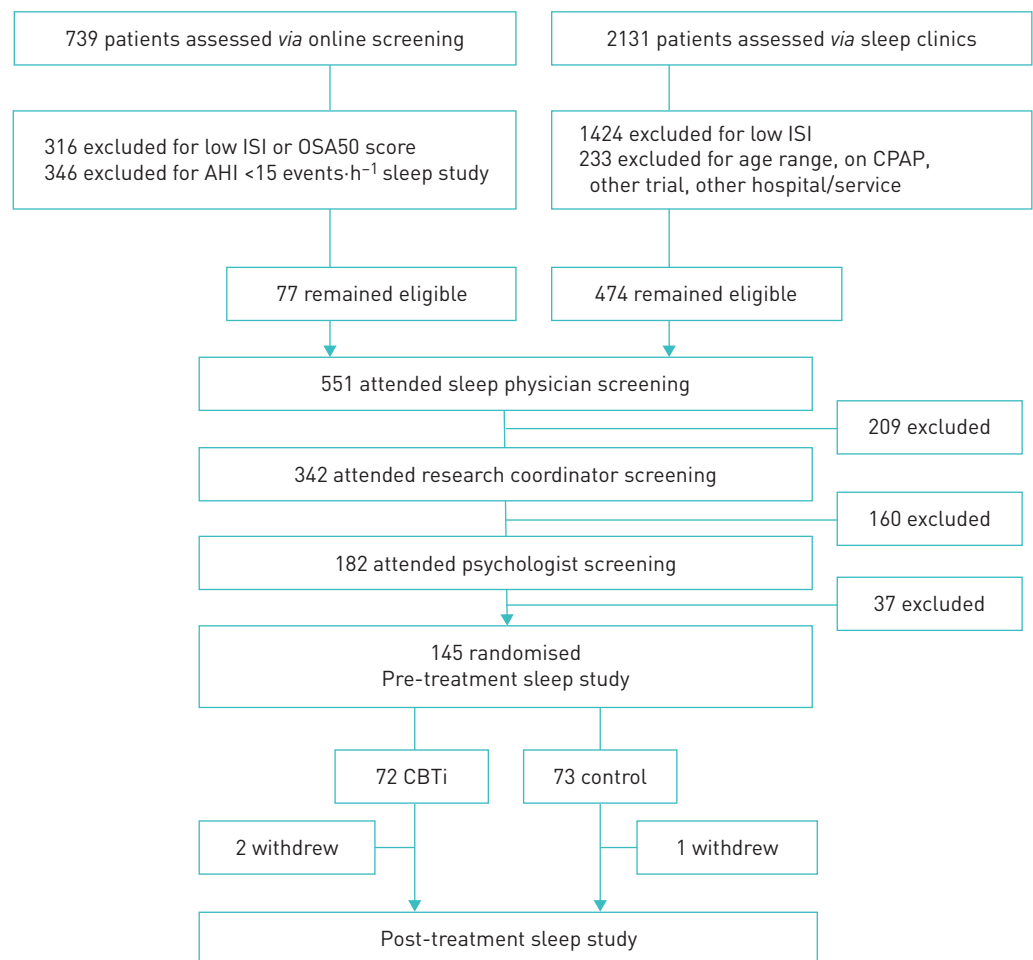 739 patients assessed via online screening
2131 patients assessed via sleep clinics
316 excluded for low ISI or OSA50 score
346 excluded for AHI <15 events·h⁻¹ sleep study
1424 excluded for low ISI
233 excluded for age range, on CPAP,
other trial, other hospital/service
77 remained eligible
474 remained eligible
551 attended sleep physician screening
209 excluded
342 attended research coordinator screening
160 excluded
182 attended psychologist screening
37 excluded
145 randomised
Pre-treatment sleep study
72 CBTi
73 control
2 withdrew
1 withdrew
Post-treatment sleep study